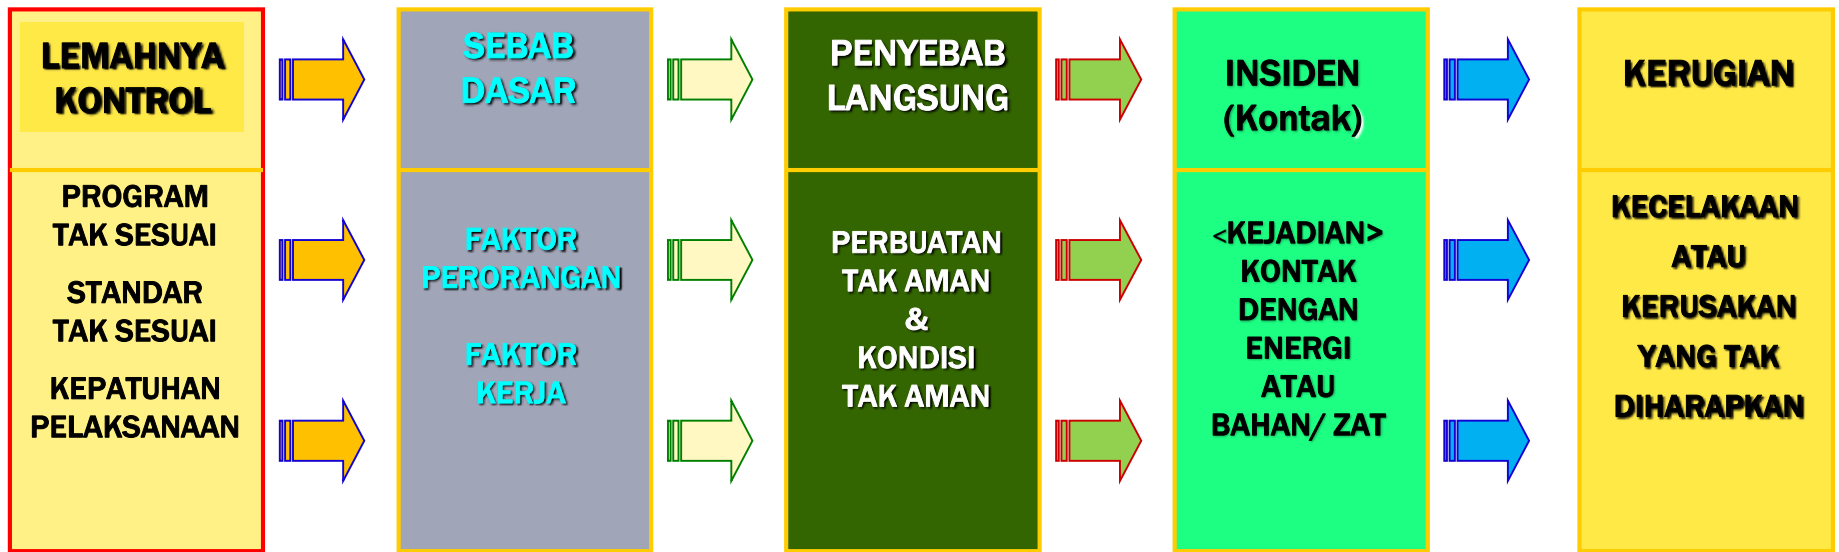 LEMAHNYA
KONTROL
PROGRAM
TAK SESUAI
STANDAR
TAK SESUAI
KEPATUHAN
PELAKSANAAN
SEBAB
DASAR
FAKTOR
PERORANGAN
FAKTOR
KERJA
PENYEBAB
LANGSUNG
PERBUATAN
TAK AMAN
&
KONDISI
TAK AMAN
INSIDEN
(Kontak)
<KEJADIAN>
KONTAK
DENGAN
ENERGI
ATAU
BAHAN/ ZAT
KERUGIAN
KECELAKAAN
ATAU
KERUSAKAN
YANG TAK
DIHARAPKAN